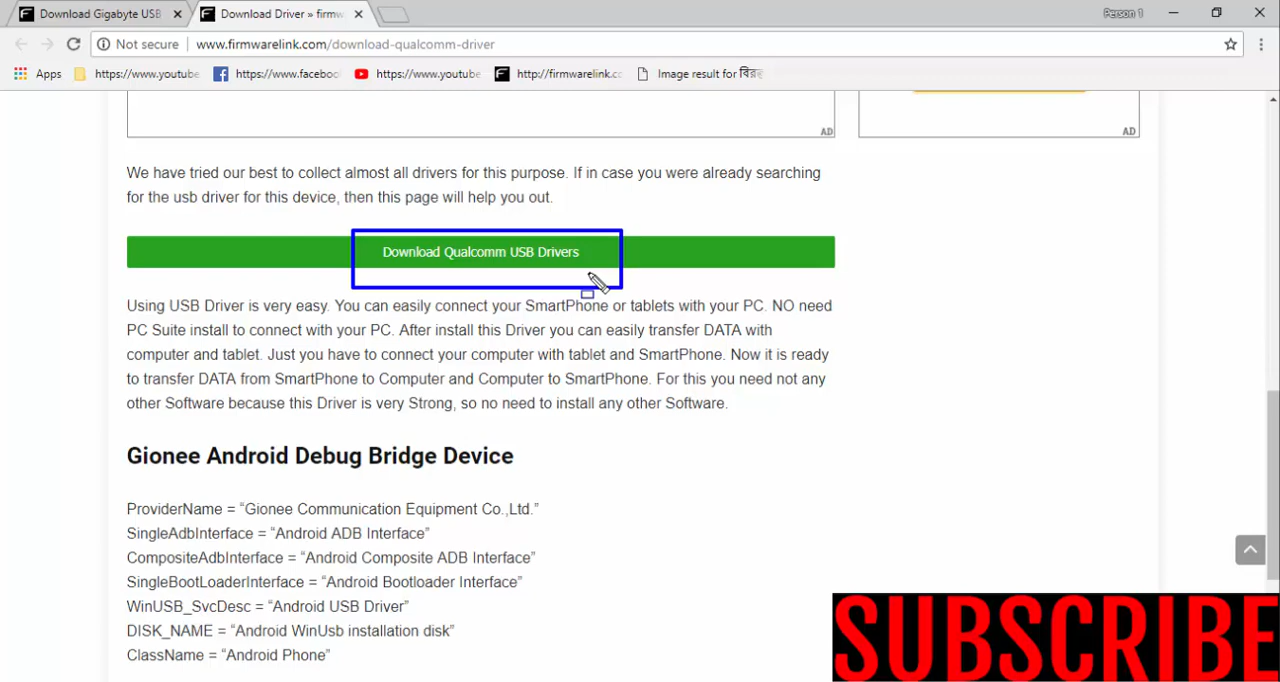 Download Gigabyte USB
Download Driver » firmw
Person 1
Not secure
www.firmwarelink.com/download-qualcomm-driver
Apps
https://www.youtube
https://www.facebo
https://www.youtube
http://firmwarelink.c
Image result for বির
AD
AD
We have tried our best to collect almost all drivers for this purpose. If in case you were already searching
for the usb driver for this device, then this page will help you out.
Download Qualcomm USB Drivers
Using USB Driver is very easy. You can easily connect your SmartPhone or tablets with your PC. NO need
PC Suite install to connect with your PC. After install this Driver you can easily transfer DATA with
computer and tablet. Just you have to connect your computer with tablet and SmartPhone. Now it is ready
to transfer DATA from SmartPhone to Computer and Computer to SmartPhone. For this you need not any
other Software because this Driver is very Strong, so no need to install any other Software.
Gionee Android Debug Bridge Device
ProviderName = “Gionee Communication Equipment Co.,Ltd.”
SingleAdbInterface = “Android ADB Interface”
CompositeAdbInterface = “Android Composite ADB Interface”
SingleBootLoaderInterface = “Android Bootloader Interface”
WinUSB_SvcDesc = “Android USB Driver”
DISK_NAME = “Android WinUsb installation disk”
ClassName = “Android Phone”
SUBSCRIBE